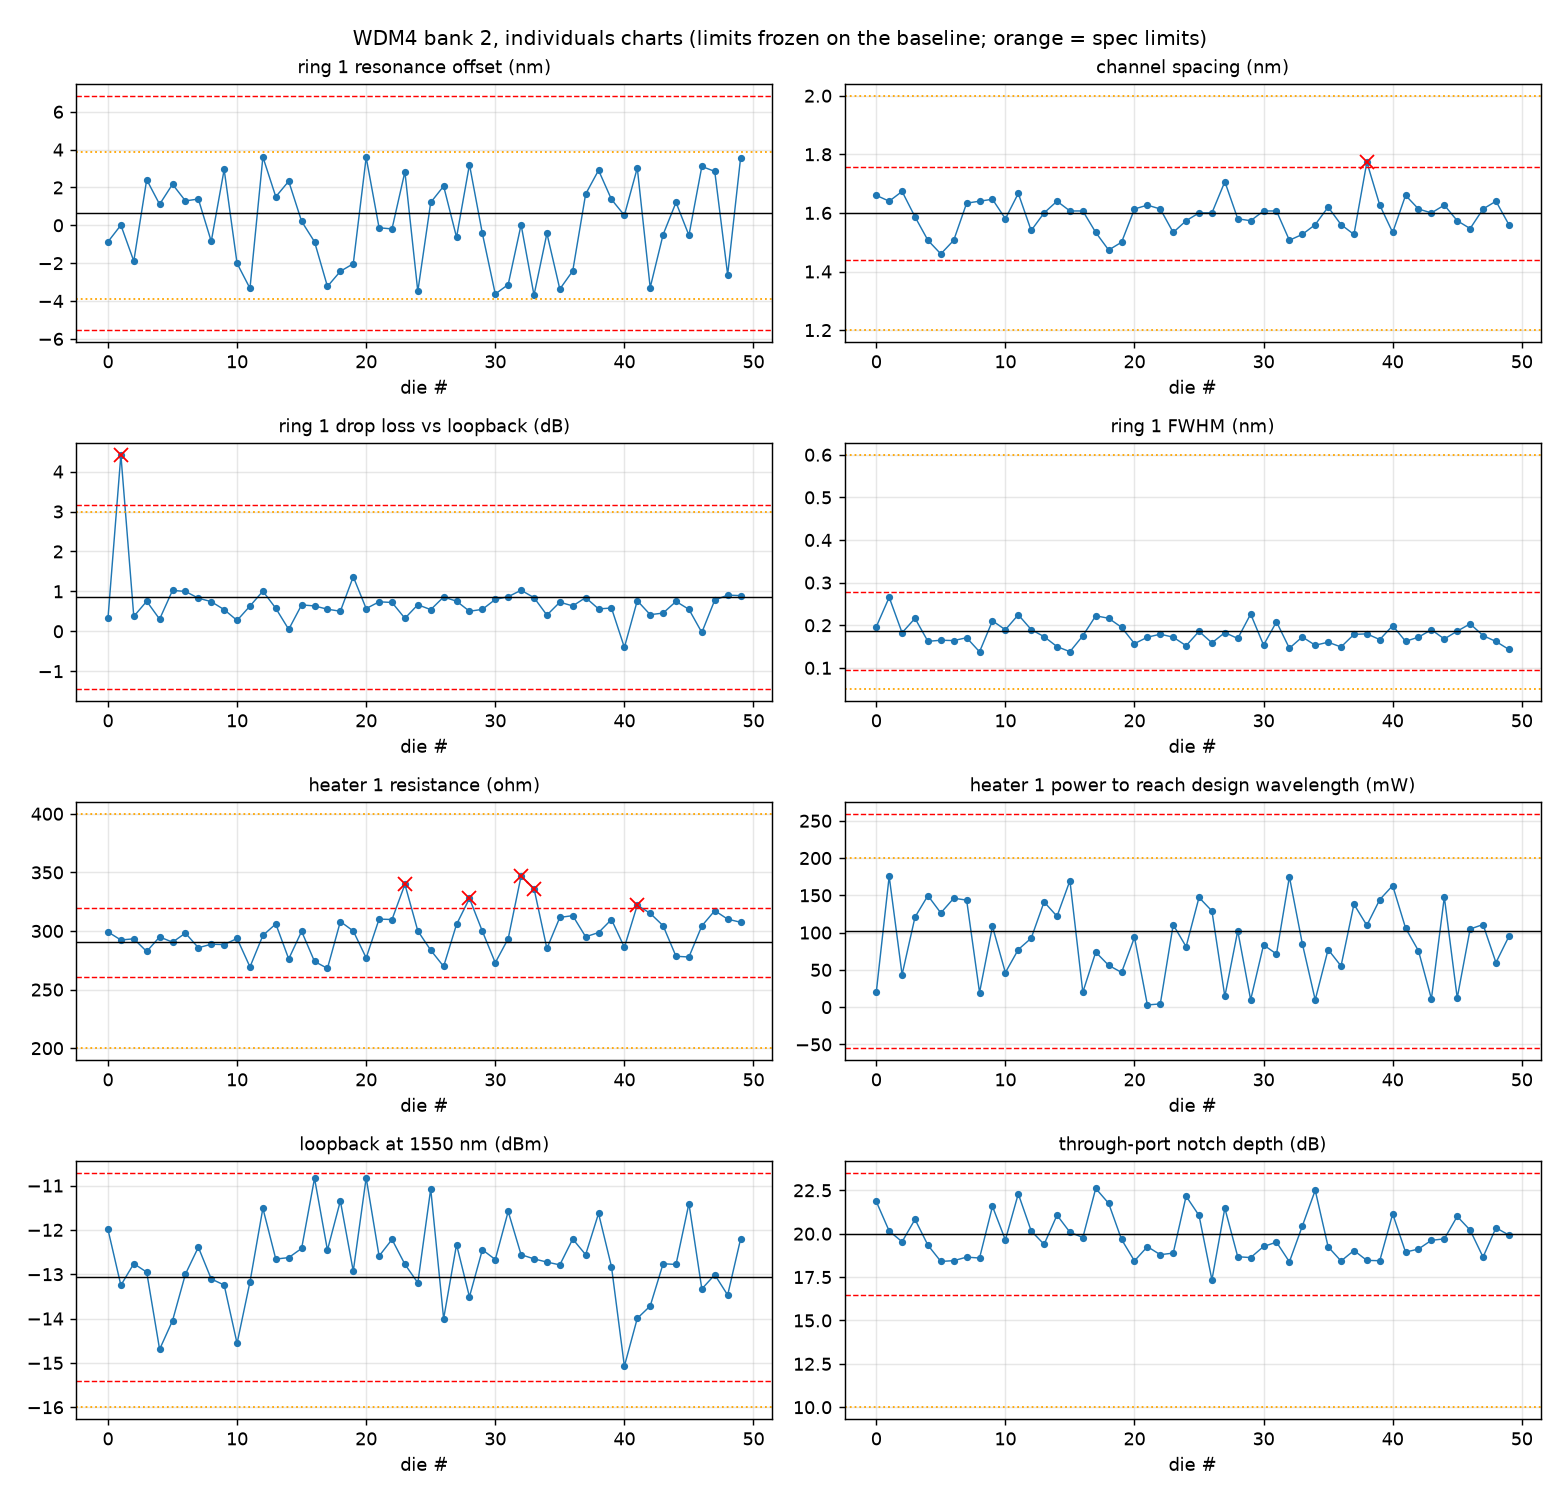 WDM4 bank 2, individuals charts (limits frozen on the baseline; orange = spec limits)
ring 1 resonance offset (nm)
6
4
2
0
−2
−4
−6
0 10 20 30 40 50
die #
channel spacing (nm)
2.0
1.8
1.6
1.4
1.2
0 10 20 30 40 50
die #
ring 1 drop loss vs loopback (dB)
4
3
2
1
0
−1
0 10 20 30 40 50
die #
ring 1 FWHM (nm)
0.6
0.5
0.4
0.3
0.2
0.1
0 10 20 30 40 50
die #
heater 1 resistance (ohm)
400
350
300
250
200
0 10 20 30 40 50
die #
heater 1 power to reach design wavelength (mW)
250
200
150
100
50
0
−50
0 10 20 30 40 50
die #
loopback at 1550 nm (dBm)
−11
−12
−13
−14
−15
−16
0 10 20 30 40 50
die #
through-port notch depth (dB)
22.5
20.0
17.5
15.0
12.5
10.0
0 10 20 30 40 50
die #